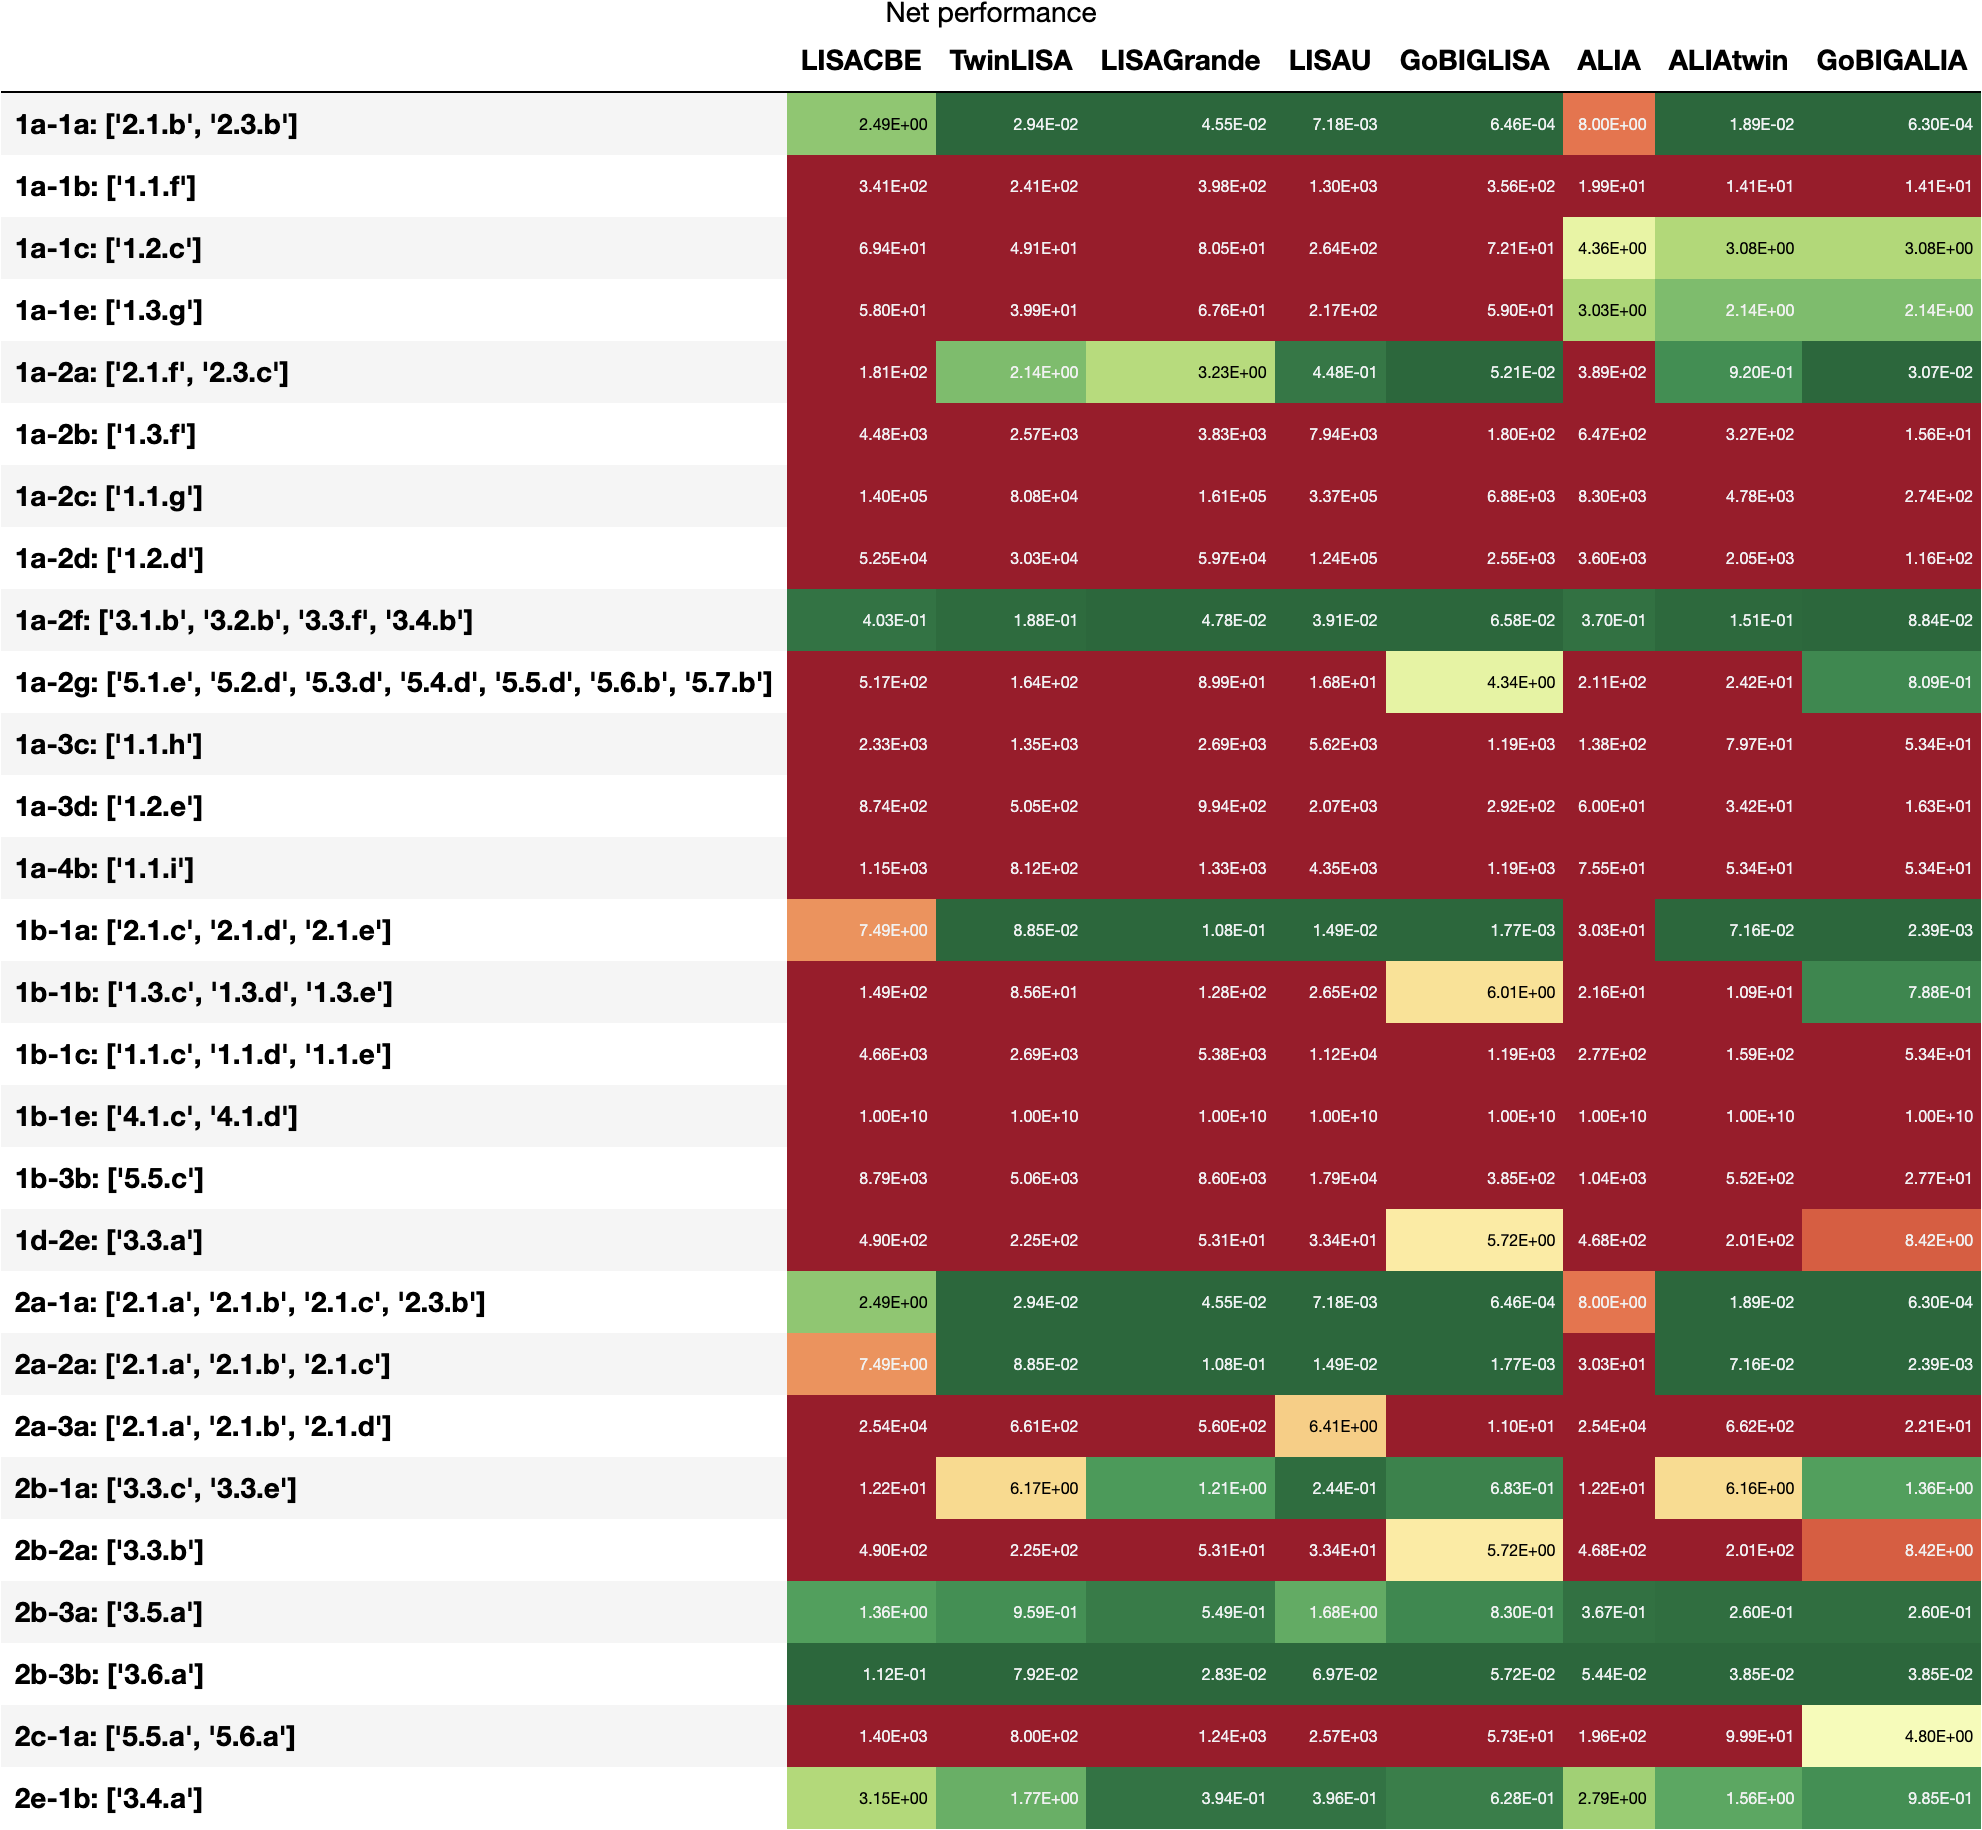 Net performance
LISACBE TwinLISA LISAGrande LISAU GoBIGLISA ALIA ALIAtwin GoBIGALIA
1a-1a: ['2.1.b', '2.3.b'] 2.49E+00 2.94E-02 4.55E-02 7.18E-03 6.46E-04 8.00E+00 1.89E-02 6.30E-04
1a-1b: ['1.1.f'] 3.41E+02 2.41E+02 3.98E+02 1.30E+03 3.56E+02 1.99E+01 1.41E+01 1.41E+01
1a-1c: ['1.2.c'] 6.94E+01 4.91E+01 8.05E+01 2.64E+02 7.21E+01 4.36E+00 3.08E+00 3.08E+00
1a-1e: ['1.3.g'] 5.80E+01 3.99E+01 6.76E+01 2.17E+02 5.90E+01 3.03E+00 2.14E+00 2.14E+00
1a-2a: ['2.1.f', '2.3.c'] 1.81E+02 2.14E+00 3.23E+00 4.48E-01 5.21E-02 3.89E+02 9.20E-01 3.07E-02
1a-2b: ['1.3.f'] 4.48E+03 2.57E+03 3.83E+03 7.94E+03 1.80E+02 6.47E+02 3.27E+02 1.56E+01
1a-2c: ['1.1.g'] 1.40E+05 8.08E+04 1.61E+05 3.37E+05 6.88E+03 8.30E+03 4.78E+03 2.74E+02
1a-2d: ['1.2.d'] 5.25E+04 3.03E+04 5.97E+04 1.24E+05 2.55E+03 3.60E+03 2.05E+03 1.16E+02
1a-2f: ['3.1.b', '3.2.b', '3.3.f', '3.4.b'] 4.03E-01 1.88E-01 4.78E-02 3.91E-02 6.58E-02 3.70E-01 1.51E-01 8.84E-02
1a-2g: ['5.1.e', '5.2.d', '5.3.d', '5.4.d', '5.5.d', '5.6.b', '5.7.b'] 5.17E+02 1.64E+02 8.99E+01 1.68E+01 4.34E+00 2.11E+02 2.42E+01 8.09E-01
1a-3c: ['1.1.h'] 2.33E+03 1.35E+03 2.69E+03 5.62E+03 1.19E+03 1.38E+02 7.97E+01 5.34E+01
1a-3d: ['1.2.e'] 8.74E+02 5.05E+02 9.94E+02 2.07E+03 2.92E+02 6.00E+01 3.42E+01 1.63E+01
1a-4b: ['1.1.i'] 1.15E+03 8.12E+02 1.33E+03 4.35E+03 1.19E+03 7.55E+01 5.34E+01 5.34E+01
1b-1a: ['2.1.c', '2.1.d', '2.1.e'] 7.49E+00 8.85E-02 1.08E-01 1.49E-02 1.77E-03 3.03E+01 7.16E-02 2.39E-03
1b-1b: ['1.3.c', '1.3.d', '1.3.e'] 1.49E+02 8.56E+01 1.28E+02 2.65E+02 6.01E+00 2.16E+01 1.09E+01 7.88E-01
1b-1c: ['1.1.c', '1.1.d', '1.1.e'] 4.66E+03 2.69E+03 5.38E+03 1.12E+04 1.19E+03 2.77E+02 1.59E+02 5.34E+01
1b-1e: ['4.1.c', '4.1.d'] 1.00E+10 1.00E+10 1.00E+10 1.00E+10 1.00E+10 1.00E+10 1.00E+10 1.00E+10
1b-3b: ['5.5.c'] 8.79E+03 5.06E+03 8.60E+03 1.79E+04 3.85E+02 1.04E+03 5.52E+02 2.77E+01
1d-2e: ['3.3.a'] 4.90E+02 2.25E+02 5.31E+01 3.34E+01 5.72E+00 4.68E+02 2.01E+02 8.42E+00
2a-1a: ['2.1.a', '2.1.b', '2.1.c', '2.3.b'] 2.49E+00 2.94E-02 4.55E-02 7.18E-03 6.46E-04 8.00E+00 1.89E-02 6.30E-04
2a-2a: ['2.1.a', '2.1.b', '2.1.c'] 7.49E+00 8.85E-02 1.08E-01 1.49E-02 1.77E-03 3.03E+01 7.16E-02 2.39E-03
2a-3a: ['2.1.a', '2.1.b', '2.1.d'] 2.54E+04 6.61E+02 5.60E+02 6.41E+00 1.10E+01 2.54E+04 6.62E+02 2.21E+01
2b-1a: ['3.3.c', '3.3.e'] 1.22E+01 6.17E+00 1.21E+00 2.44E-01 6.83E-01 1.22E+01 6.16E+00 1.36E+00
2b-2a: ['3.3.b'] 4.90E+02 2.25E+02 5.31E+01 3.34E+01 5.72E+00 4.68E+02 2.01E+02 8.42E+00
2b-3a: ['3.5.a'] 1.36E+00 9.59E-01 5.49E-01 1.68E+00 8.30E-01 3.67E-01 2.60E-01 2.60E-01
2b-3b: ['3.6.a'] 1.12E-01 7.92E-02 2.83E-02 6.97E-02 5.72E-02 5.44E-02 3.85E-02 3.85E-02
2c-1a: ['5.5.a', '5.6.a'] 1.40E+03 8.00E+02 1.24E+03 2.57E+03 5.73E+01 1.96E+02 9.99E+01 4.80E+00
2e-1b: ['3.4.a'] 3.15E+00 1.77E+00 3.94E-01 3.96E-01 6.28E-01 2.79E+00 1.56E+00 9.85E-01